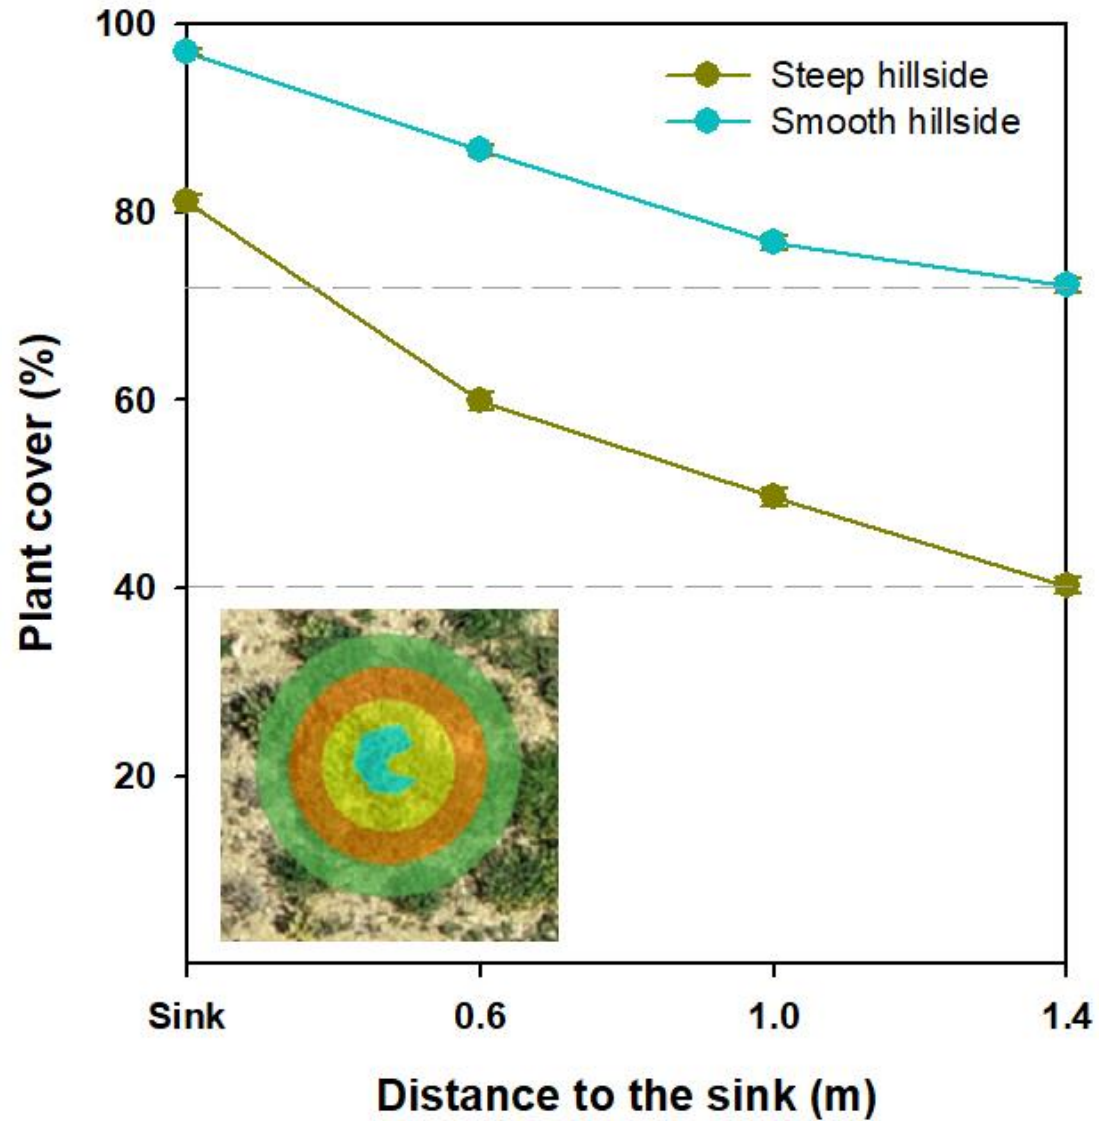 100
80
60
40
20
Plant cover (%)
Steep hillside
Smooth hillside
Sink 0.6 1.0 1.4
Distance to the sink (m)